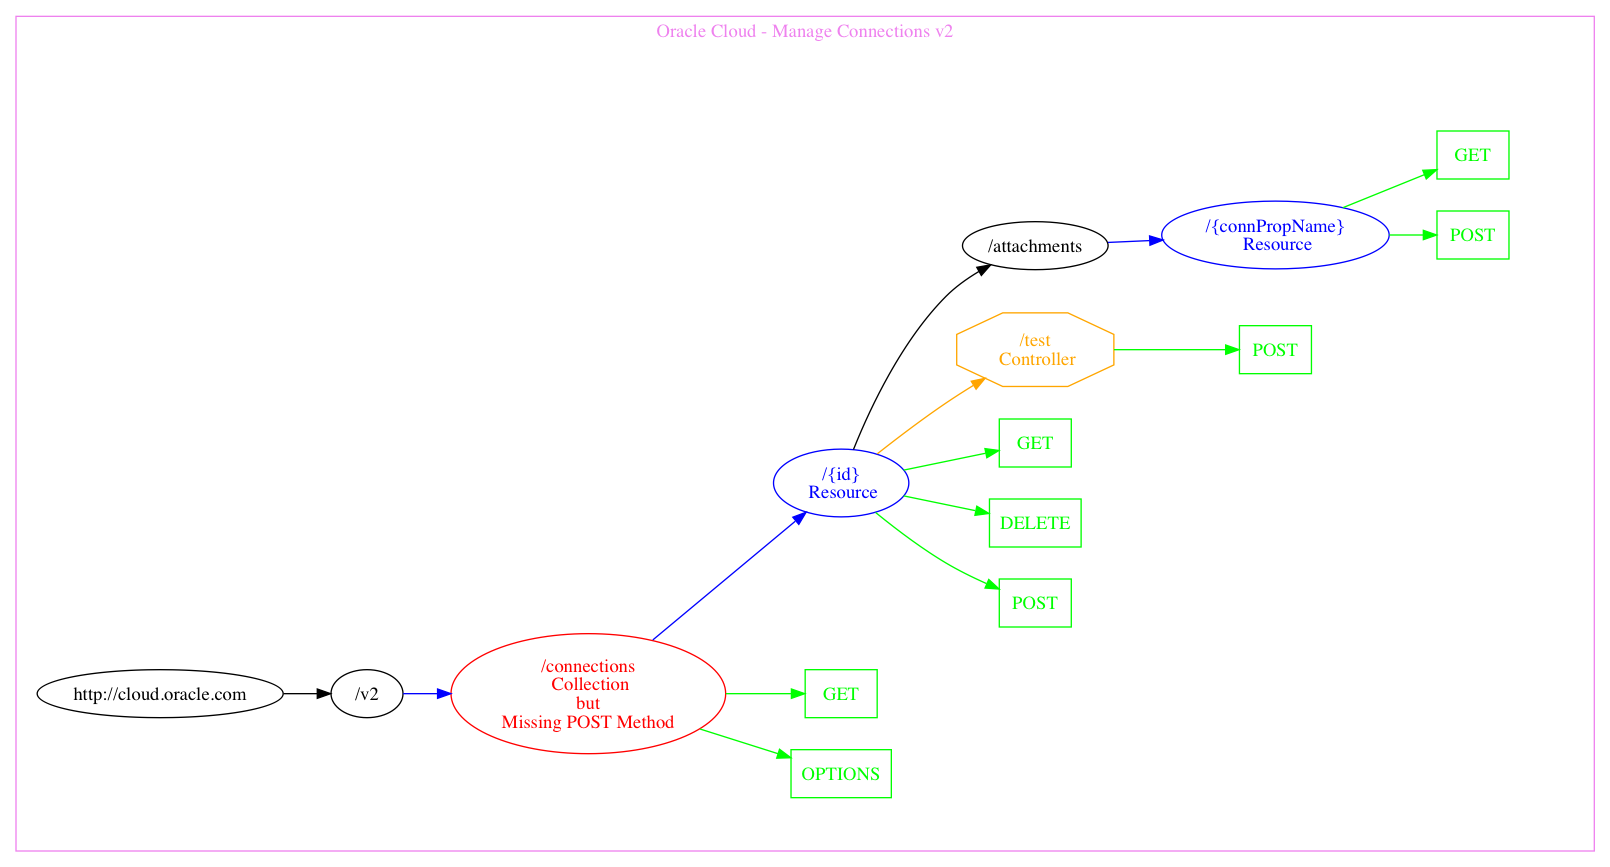 Oracle Cloud - Manage Connections v2
http://cloud.oracle.com
/v2
/connections
Collection
but
Missing POST Method
GET
OPTIONS
/{id}
Resource
/attachments
/{connPropName}
Resource
GET
POST
/test
Controller
POST
GET
DELETE
POST